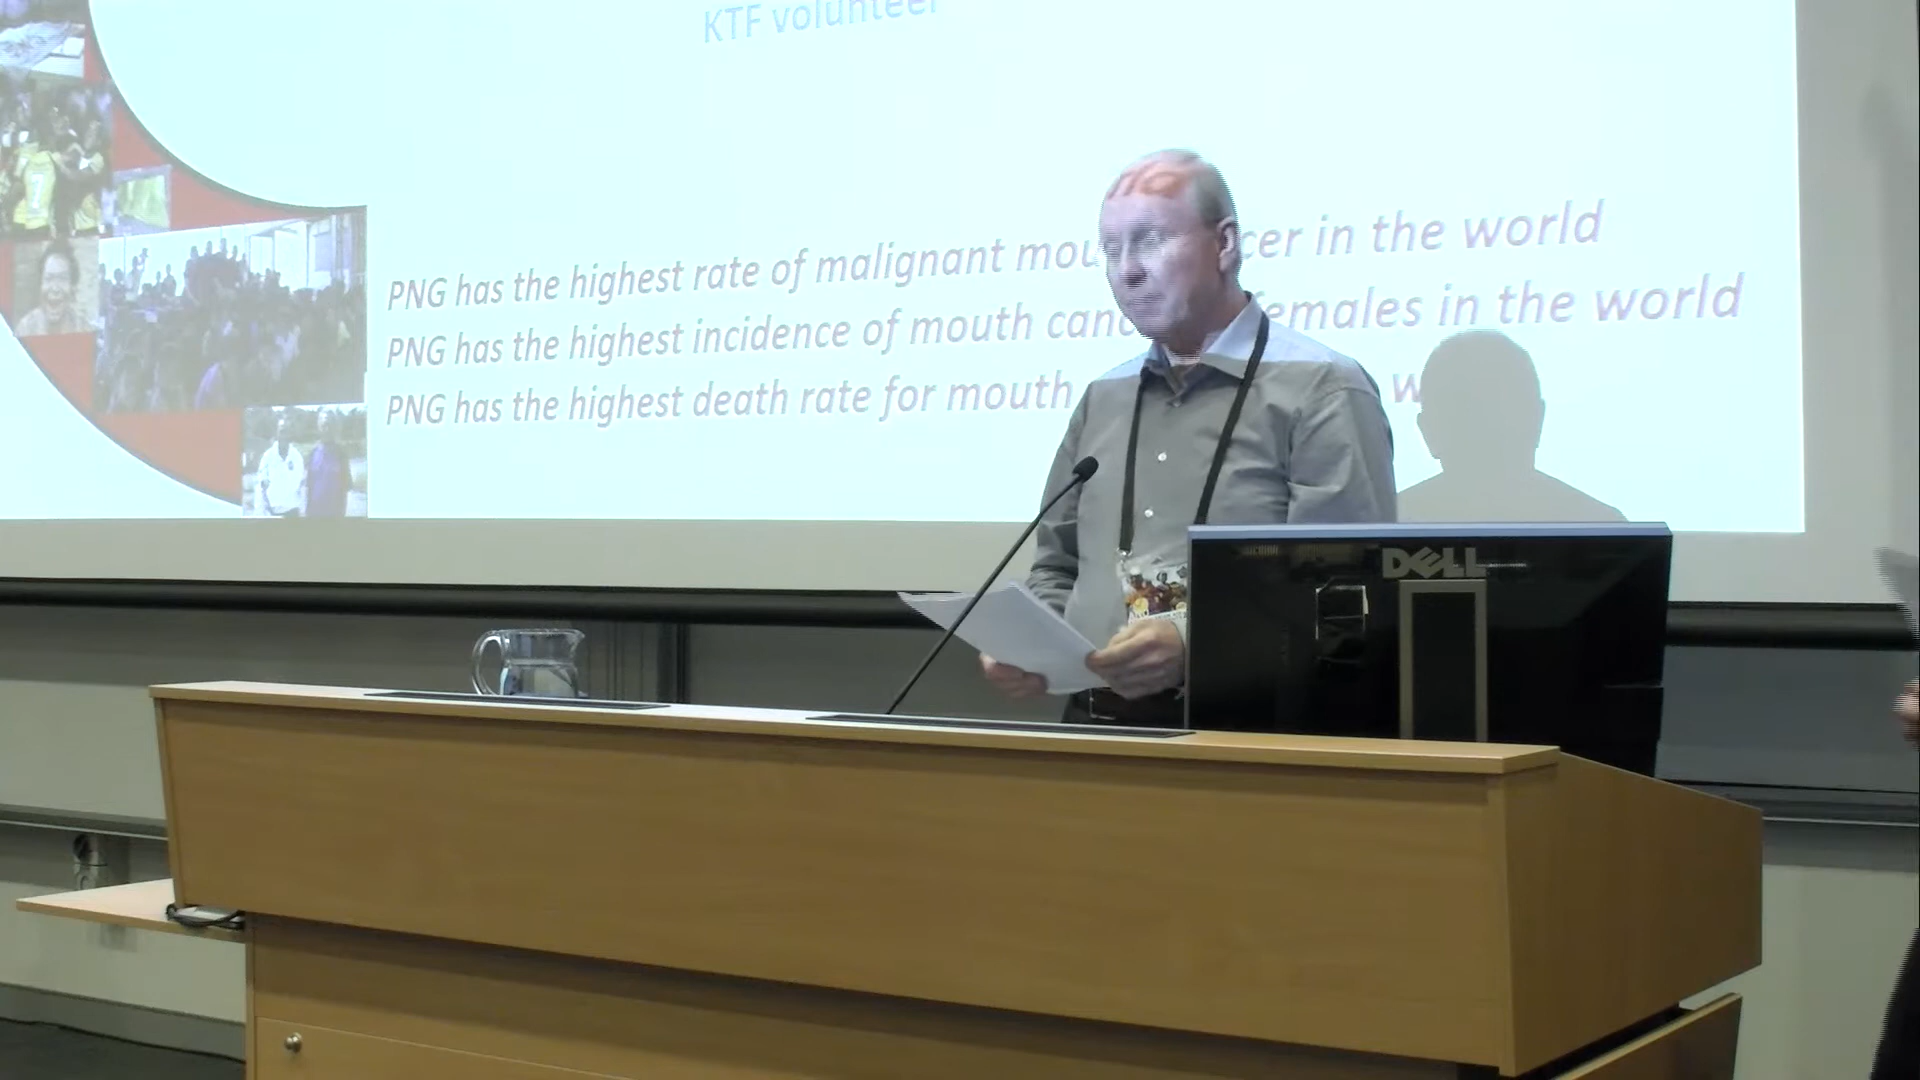 KTF volunteer
PNG has the highest rate of malignant mou cer in the world
PNG has the highest incidence of mouth canc females in the world
PNG has the highest death rate for mouth w
DELL